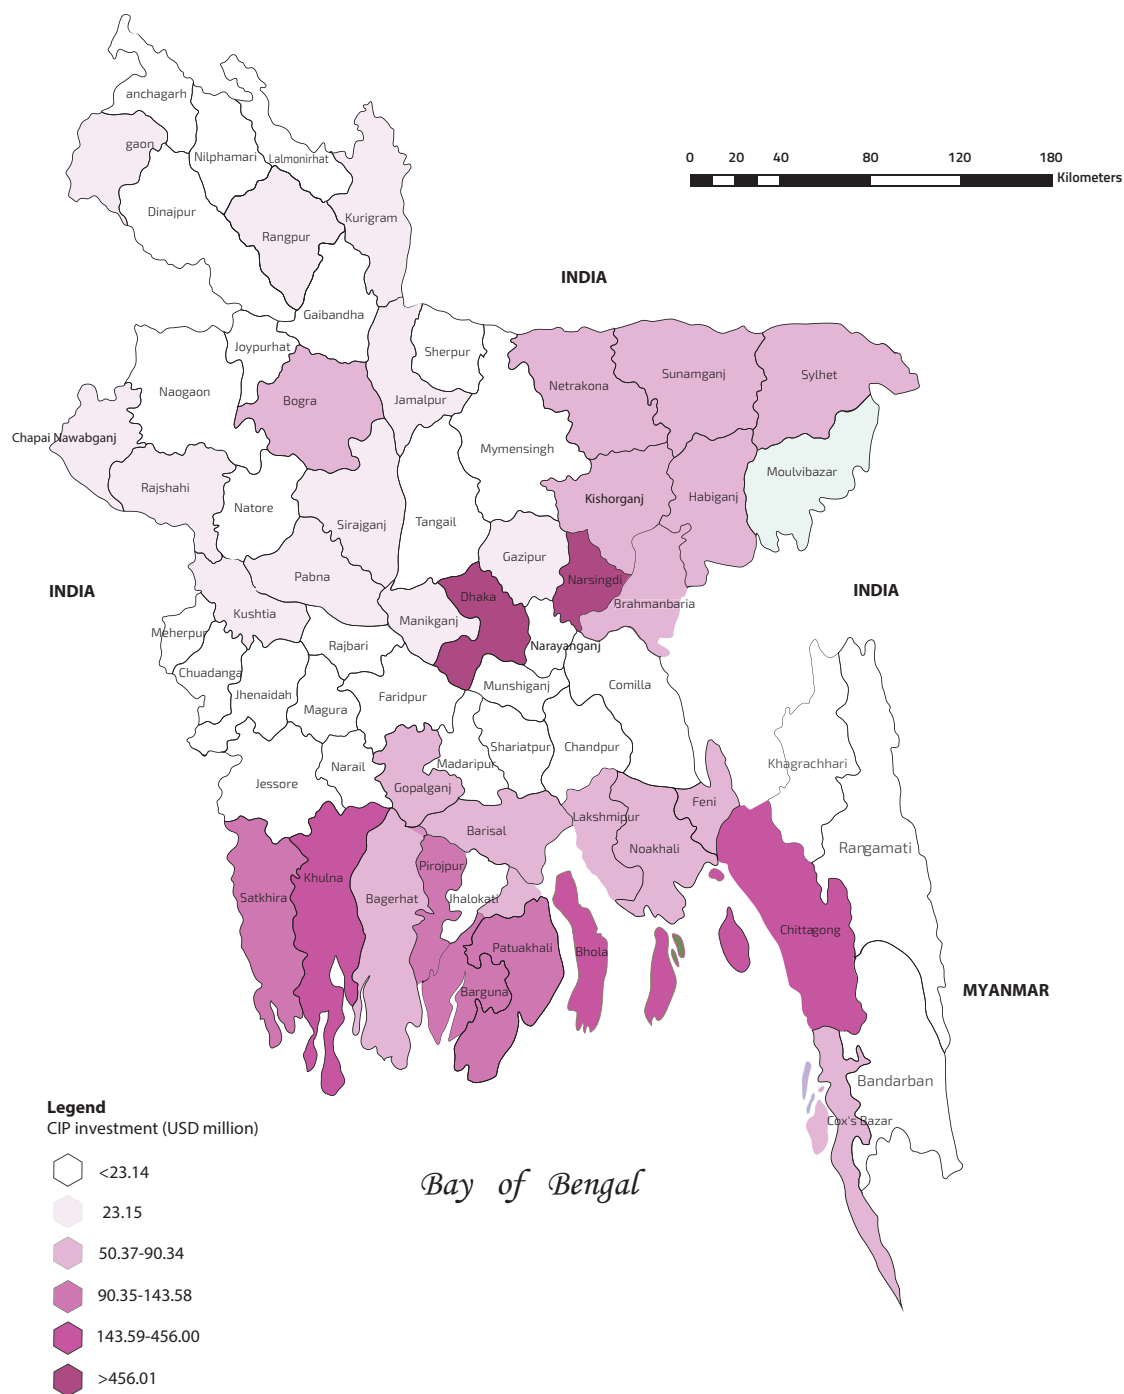 anchagarh
gaon
Nilphamari
Lalmonirhat
0 20 40 80 120 180
Kilometers
Dinajpur
Rangpur
Kurigram
INDIA
Gaibandha
Joypurhat
Sherpur
Naogaon
Bogra
Jamalpur
Netrakona
Sunamganj
Sylhet
Chapai Nawabganj
Mymensingh
Moulvibazar
Rajshahi
Natore
Sirajganj
Tangail
Kishorganj
Habiganj
Gazipur
Pabna
Narsingdi
INDIA
Dhaka
INDIA
Kushtia
Manikganj
Brahmanbaria
Meherpur
Rajbari
Narayanganj
Chuadanga
Jhenaidah
Magura
Faridpur
Munshiganj
Comilla
Shariatpur
Chandpur
Narail
Madaripur
Khagrachhari
Jessore
Gopalganj
Feni
Barisal
Lakshmipur
Noakhali
Rangamati
Pirojpur
Khulna
Satkhira
Bagerhat
Jhalokati
Chittagong
Patuakhali
Bhola
Barguna
MYANMAR
Bandarban
Cox's Bazar
Legend
CIP investment (USD million)
<23.14
23.15
50.37-90.34
90.35-143.58
143.59-456.00
>456.01
Bay of Bengal